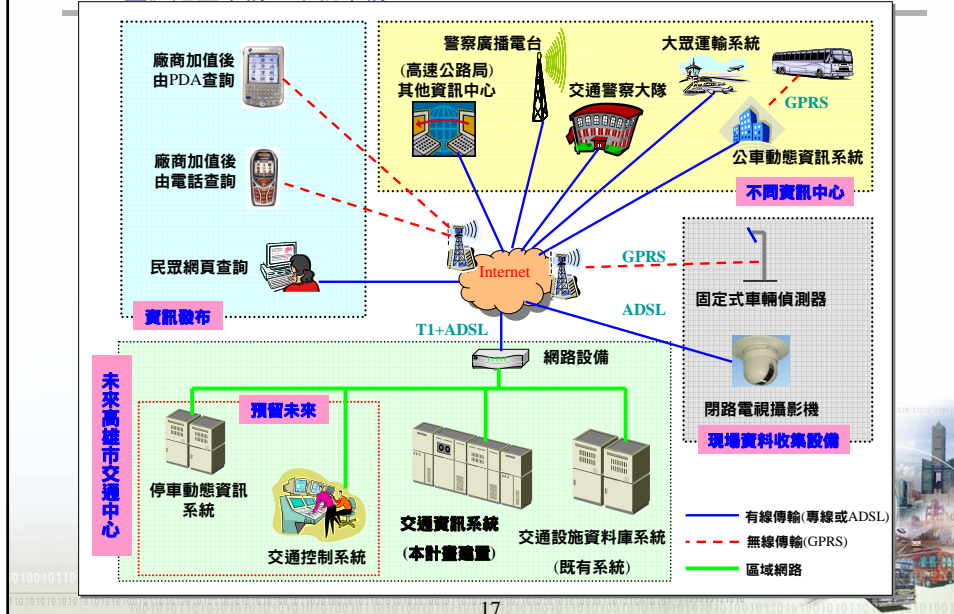 廠商加值後
由PDA查詢
廠商加值後
由電話查詢
民眾網頁查詢
資訊發布
警察廣播電台
(高速公路局)
其他資訊中心
交通警察大隊
大眾運輸系統
GPRS
公車動態資訊系統
不同資訊中心
Internet
GPRS
ADSL
T1+ADSL
固定式車輛偵測器
閉路電視攝影機
現場資料收集設備
網路設備
未來高雄市交通中心
預留未來
停車動態資訊
系統
交通控制系統
交通資訊系統
(本計畫建置)
交通設施資料庫系統
(既有系統)
有線傳輸(專線或ADSL)
無線傳輸(GPRS)
區域網路
17